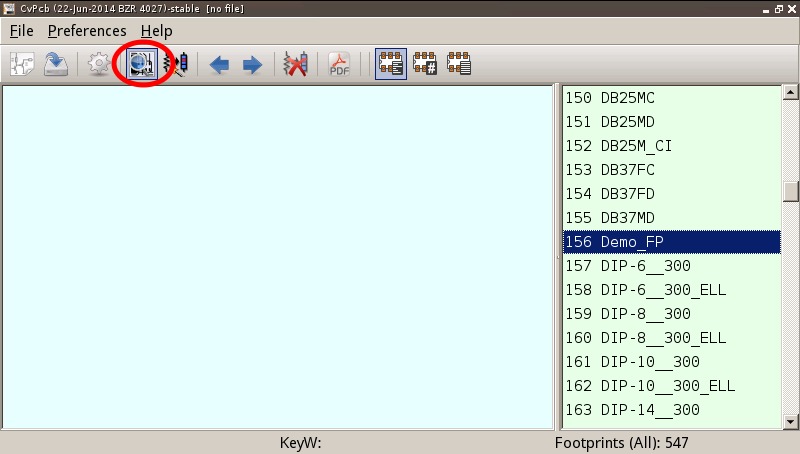 CvPcb (22-Jun-2014 BZR 4027)-stable [no file]
File Preferences Help
PDF
#
150 DB25MC
151 DB25MD
152 DB25M_CI
153 DB37FC
154 DB37FD
155 DB37MD
156 Demo_FP
157 DIP-6__300
158 DIP-6__300_ELL
159 DIP-8__300
160 DIP-8__300_ELL
161 DIP-10__300
162 DIP-10__300_ELL
163 DIP-14__300
KeyW:
Footprints (All): 547